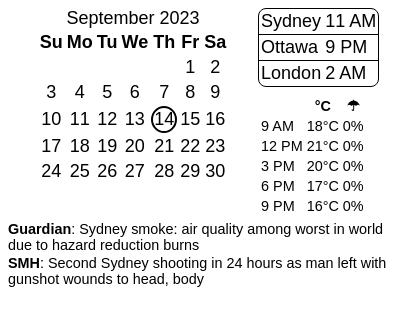 September 2023
Su Mo Tu We Th Fr Sa
1 2
3 4 5 6 7 8 9
10 11 12 13 14 15 16
17 18 19 20 21 22 23
24 25 26 27 28 29 30
Sydney 11 AM
Ottawa 9 PM
London 2 AM
°C ☂
9 AM 18°C 0%
12 PM 21°C 0%
3 PM 20°C 0%
6 PM 17°C 0%
9 PM 16°C 0%
Guardian: Sydney smoke: air quality among worst in world
due to hazard reduction burns
SMH: Second Sydney shooting in 24 hours as man left with
gunshot wounds to head, body